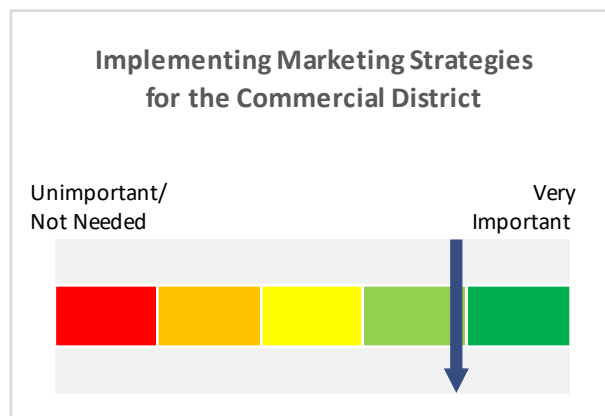 Implementing Marketing Strategies
for the Commercial District
Unimportant/
Not Needed
Very
Important